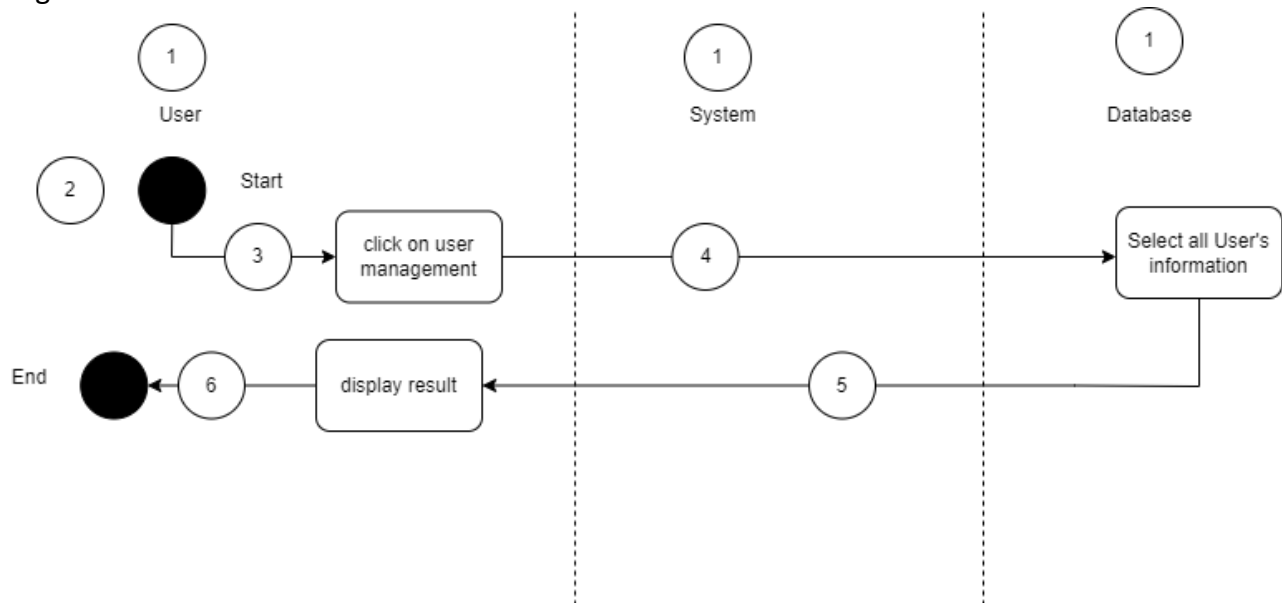 1
1
1
User
System
Database
2
Start
3
click on user
management
4
Select all User's
information
End
6
display result
5